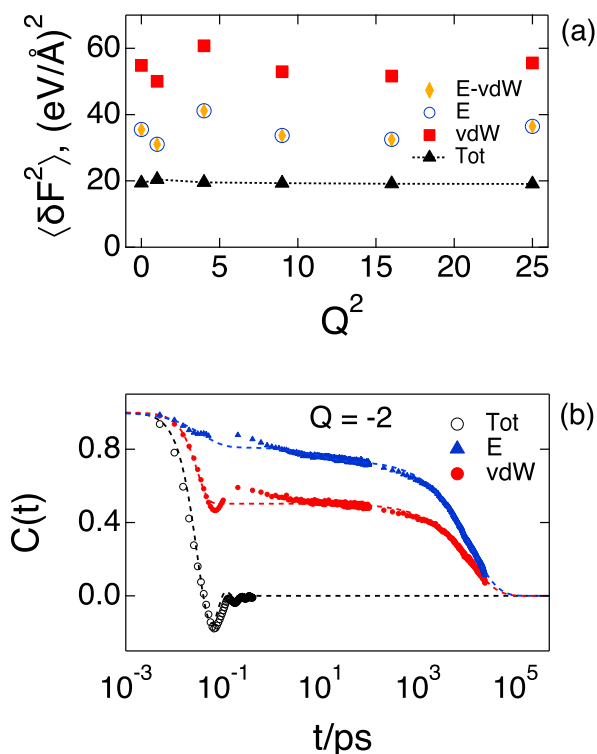 (a)
⟨δF²⟩, (eV/Å)²
60
40
20
0
E-vdW
E
vdW
Tot
0 5 10 15 20 25
Q²
(b)
C(t)
0.8
0.4
0.0
Q = -2
Tot
E
vdW
10⁻³ 10⁻¹ 10¹ 10³ 10⁵
t/ps